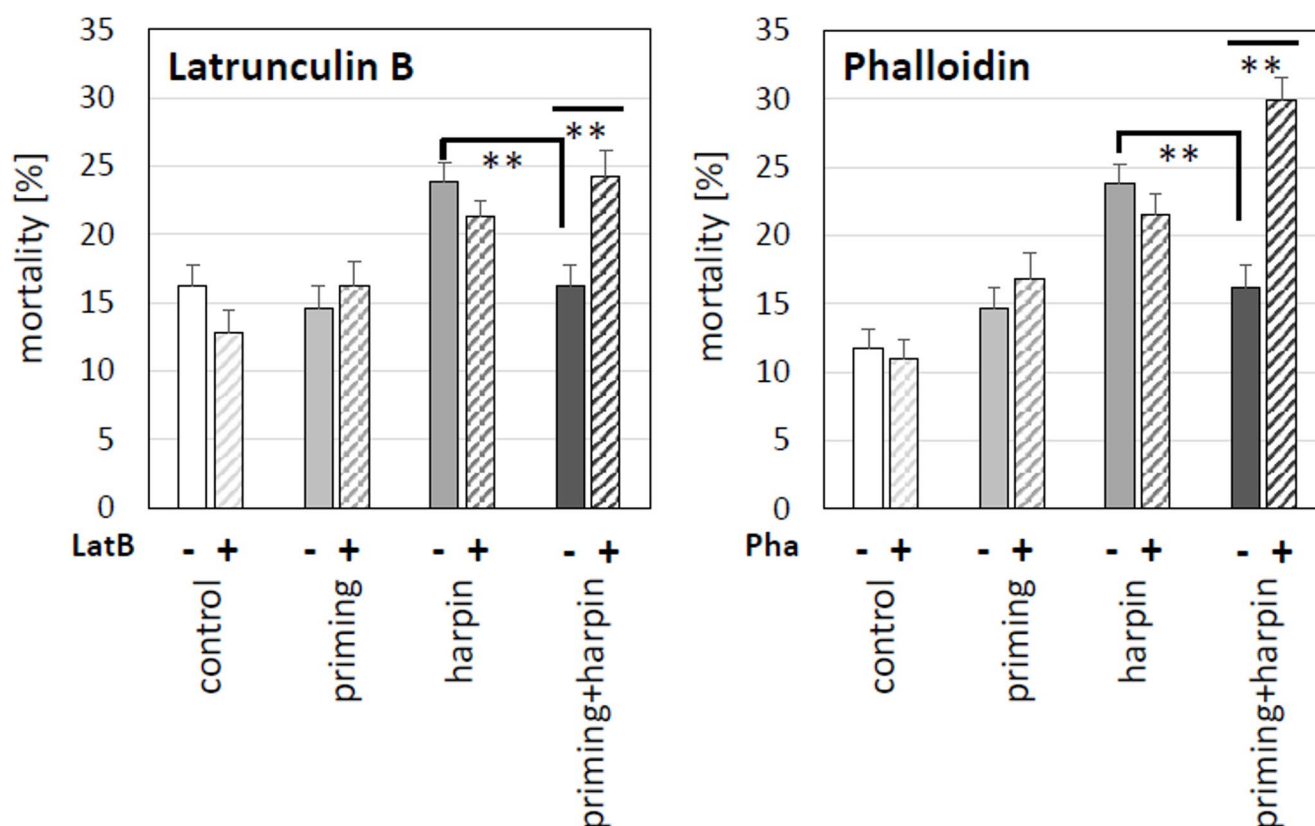 Latrunculin B
mortality [%]
35
30
25
20
15
10
5
0
**
**
LatB - + - + - + - +
control
priming
harpin
priming+harpin
Phalloidin
mortality [%]
35
30
25
20
15
10
5
0
**
**
Pha - + - + - + - +
control
priming
harpin
priming+harpin